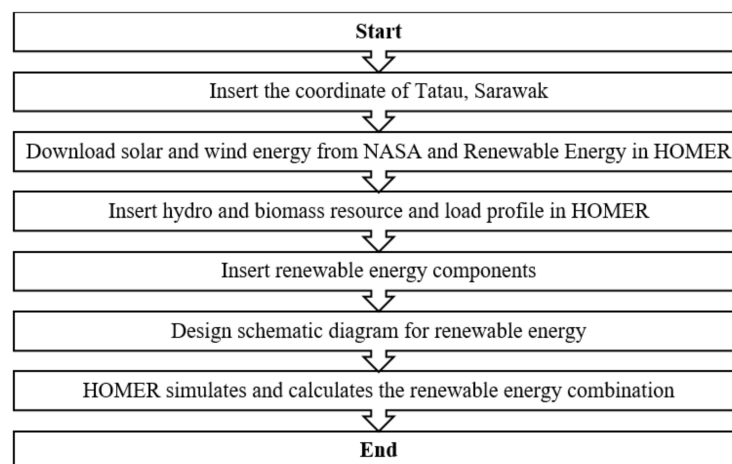 Start
Insert the coordinate of Tatau, Sarawak
Download solar and wind energy from NASA and Renewable Energy in HOMER
Insert hydro and biomass resource and load profile in HOMER
Insert renewable energy components
Design schematic diagram for renewable energy
HOMER simulates and calculates the renewable energy combination
End